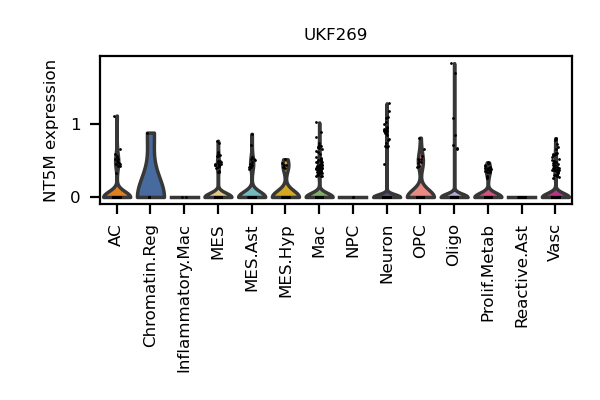 UKF269
NT5M expression
1
0
AC
Chromatin.Reg
Inflammatory.Mac
MES
MES.Ast
MES.Hyp
Mac
NPC
Neuron
OPC
Oligo
Prolif.Metab
Reactive.Ast
Vasc